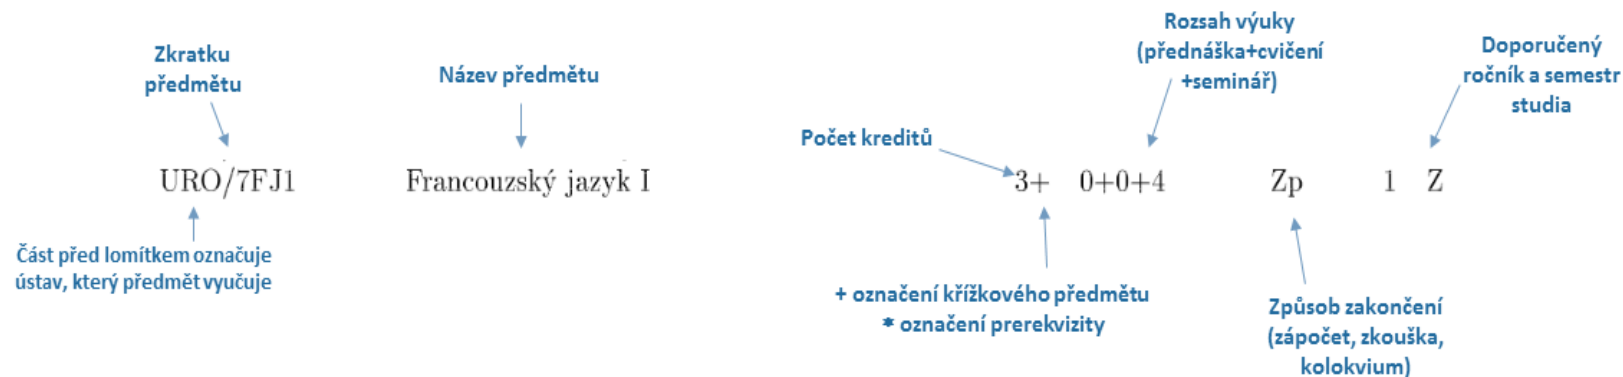 Zkratku
předmětu
Název předmětu
Rozsah výuky
(přednáška+cvičení
+seminář)
Doporučený
ročník a semestr
studia
Počet kreditů
URO/7FJ1 Francouzský jazyk I 3+ 0+0+4 Zp 1 Z
Část před lomítkem označuje
ústav, který předmět vyučuje
+ označení křížkového předmětu
* označení prerekvizity
Způsob zakončení
(zápočet, zkouška,
kolokvium)